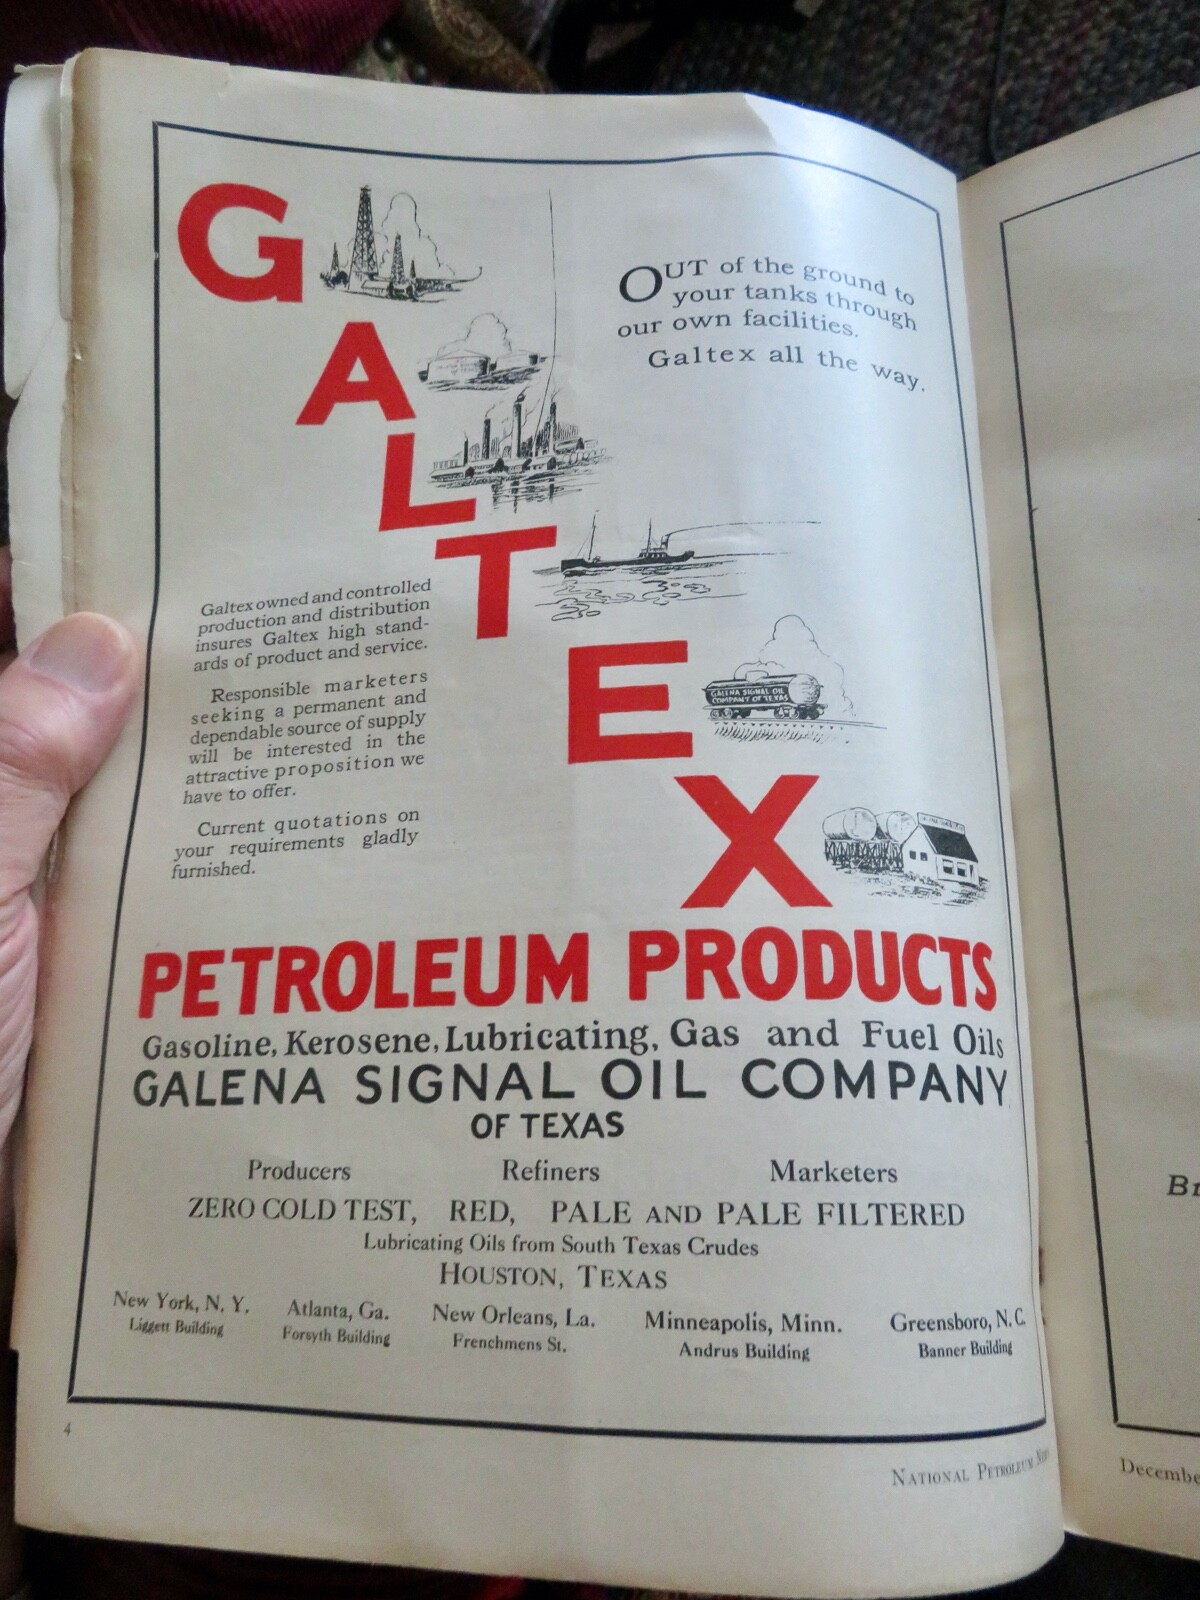 GALTEX
OUT of the ground to
your tanks through
our own facilities.
Galtex all the way.
Galtex owned and controlled
production and distribution
insures Galtex high stand-
ards of product and service.
Responsible marketers
seeking a permanent and
dependable source of supply
will be interested in the
attractive proposition we
have to offer.
Current quotations on
your requirements gladly
furnished.
GALENA SIGNAL OIL
COMPANY OF TEXAS
PETROLEUM PRODUCTS
Gasoline, Kerosene, Lubricating, Gas and Fuel Oils
GALENA SIGNAL OIL COMPANY
OF TEXAS
Producers Refiners Marketers
ZERO COLD TEST, RED, PALE AND PALE FILTERED
Lubricating Oils from South Texas Crudes
HOUSTON, TEXAS
New York, N. Y. Atlanta, Ga. New Orleans, La. Minneapolis, Minn. Greensboro, N. C.
Liggett Building Forsyth Building Frenchmens St. Andrus Building Banner Building
4
NATIONAL PETROLEUM
Br
Decembe